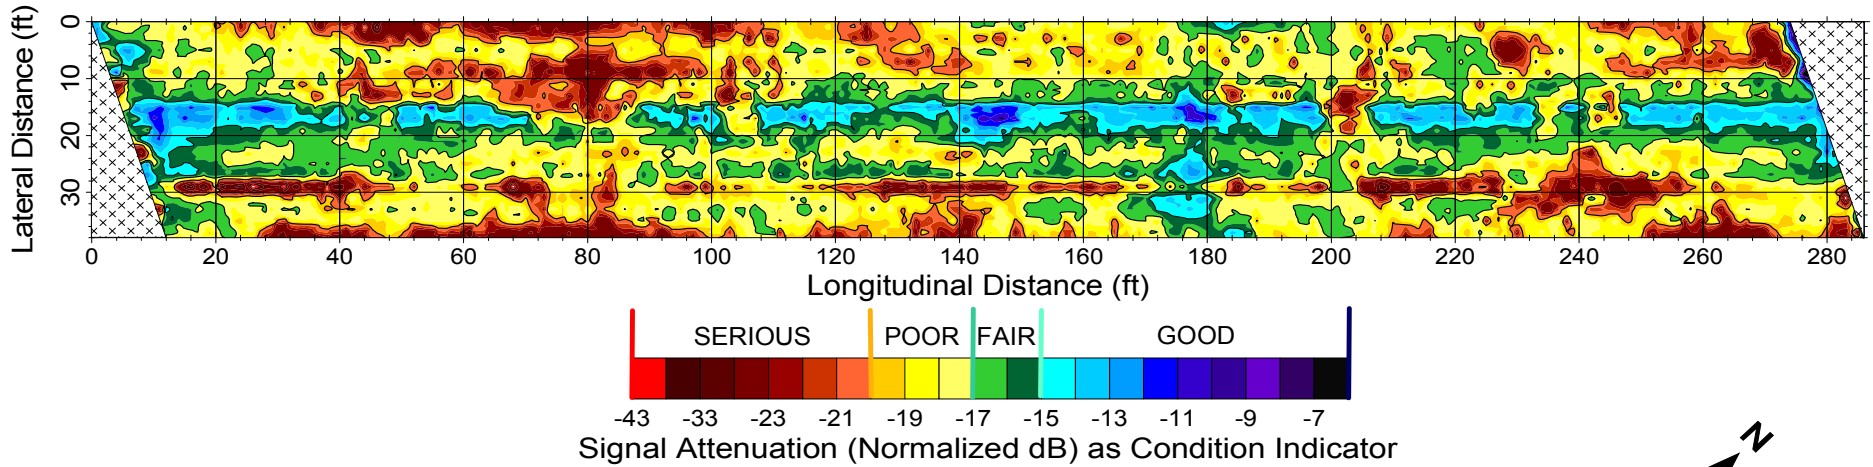 Lateral Distance (ft)
0
10
20
30
0 20 40 60 80 100 120 140 160 180 200 220 240 260 280
Longitudinal Distance (ft)
SERIOUS POOR FAIR GOOD
-43 -33 -23 -21 -19 -17 -15 -13 -11 -9 -7
Signal Attenuation (Normalized dB) as Condition Indicator
N